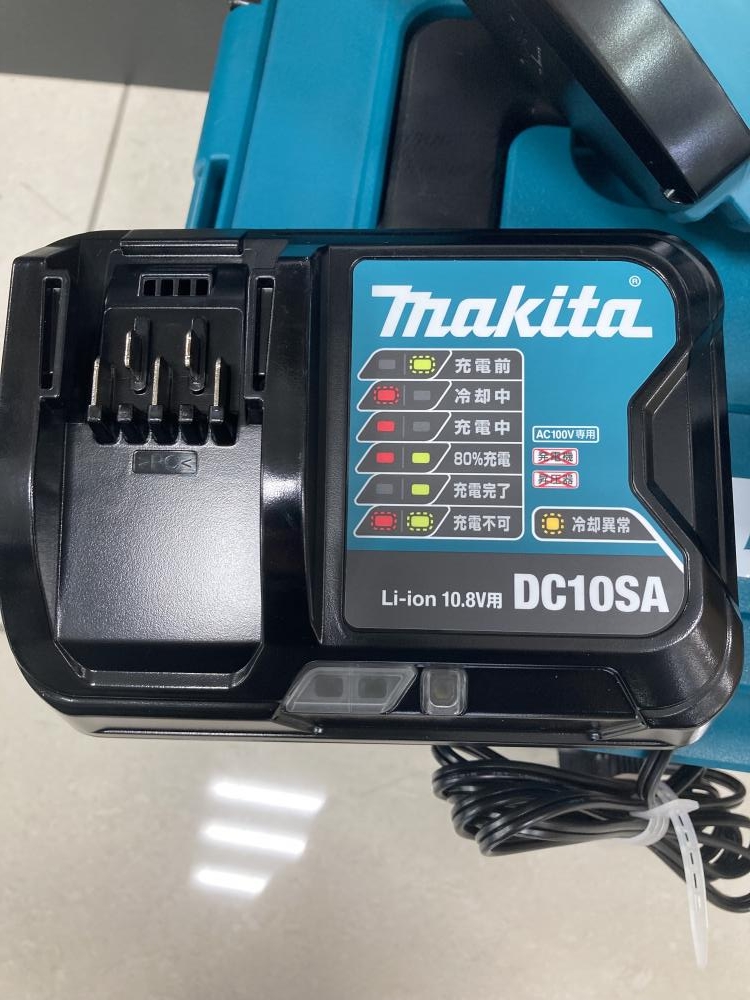 makita®
充電前
冷却中
充電中
80%充電
充電完了
充電不可
AC100V専用
発電機
昇圧器
冷却異常
Li-ion 10.8V用 DC10SA
>PC<